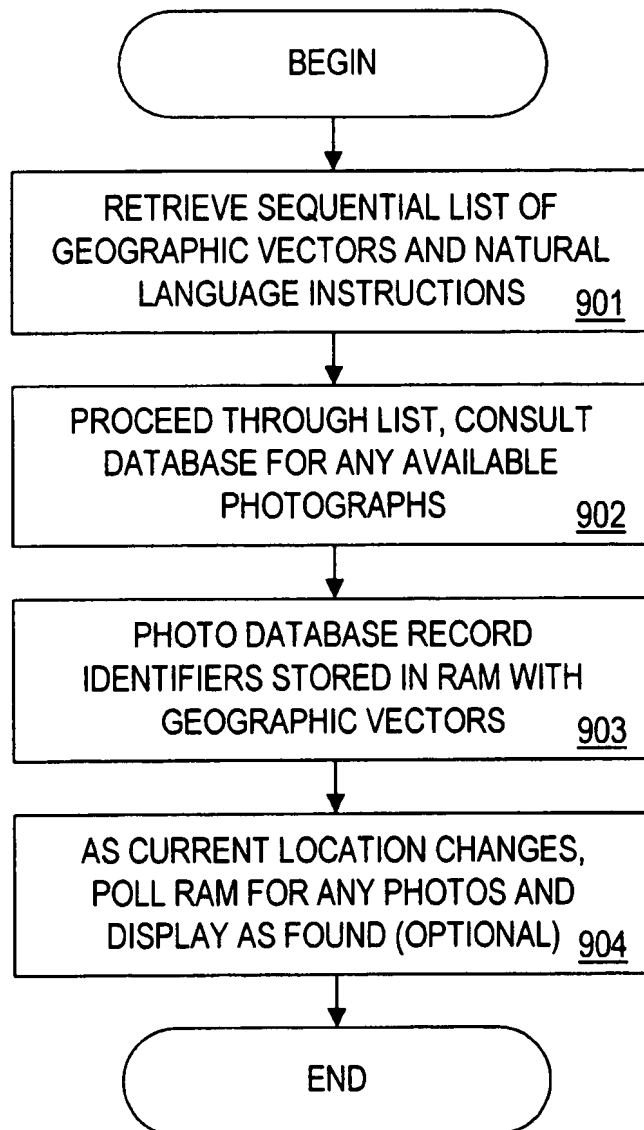 BEGIN
RETRIEVE SEQUENTIAL LIST OF
GEOGRAPHIC VECTORS AND NATURAL
LANGUAGE INSTRUCTIONS
901
PROCEED THROUGH LIST, CONSULT
DATABASE FOR ANY AVAILABLE
PHOTOGRAPHS
902
PHOTO DATABASE RECORD
IDENTIFIERS STORED IN RAM WITH
GEOGRAPHIC VECTORS
903
AS CURRENT LOCATION CHANGES,
POLL RAM FOR ANY PHOTOS AND
DISPLAY AS FOUND (OPTIONAL)
904
END